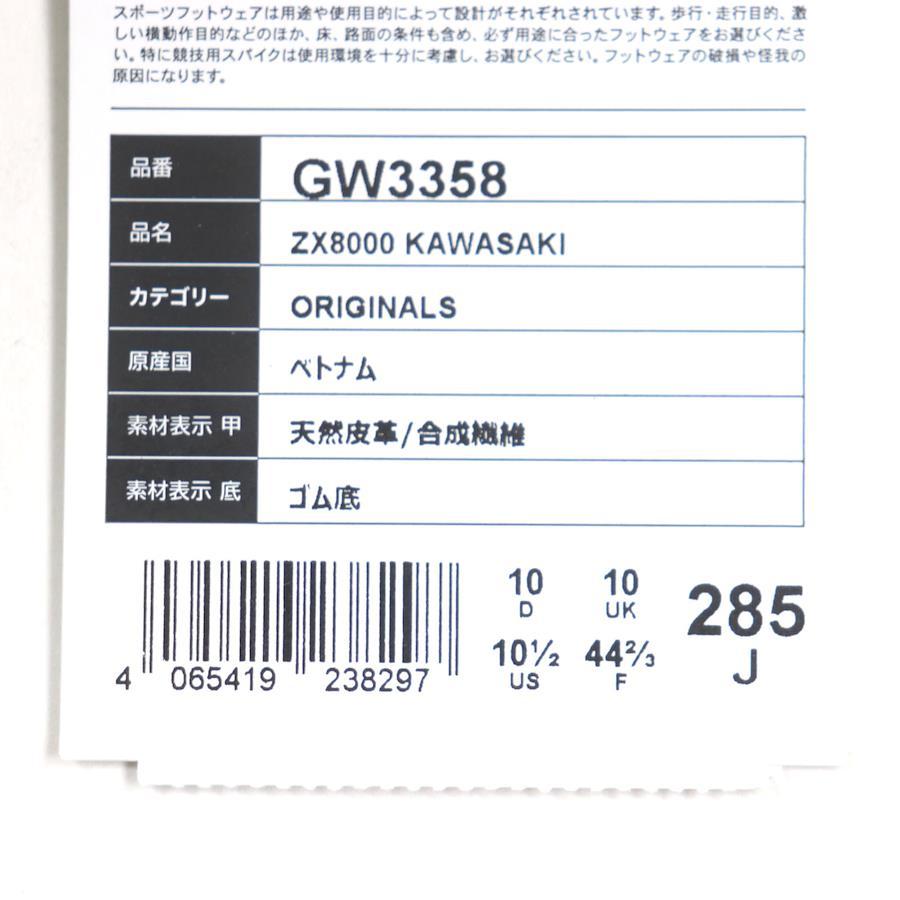 スポーツフットウェアは用途や使用目的によって設計がそれぞれされています。歩行・走行目的、激
しい横動作目的などのほか、床、路面の条件も含め、必ず用途に合ったフットウェアをお選びくださ
い。特に競技用スパイクは使用環境を十分に考慮し、お選びください。フットウェアの破損や怪我の
原因になります。
品番 GW3358
品名 ZX8000 KAWASAKI
カテゴリー ORIGINALS
原産国 ベトナム
素材表示 甲 天然皮革/合成繊維
素材表示 底 ゴム底
10 10 285
D UK J
10½ 44⅔
US F
4 065419 238297